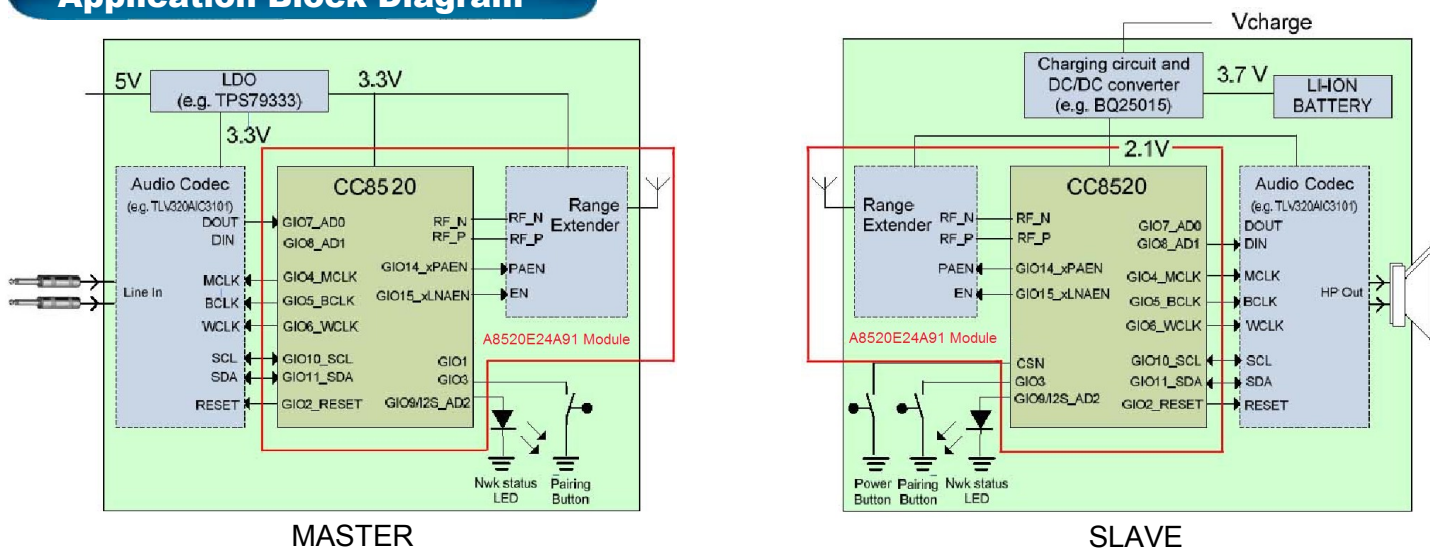 Application Block Diagram
5V
LDO
(e.g. TPS79333)
3.3V
3.3V
Audio Codec
(e.g. TLV320AIC3101)
DOUT
DIN
MCLK
Line In
BCLK
WCLK
SCL
SDA
RESET
CC8520
GIO7_AD0
GIO8_AD1
GIO4_MCLK
GIO5_BCLK
GIO6_WCLK
GIO10_SCL
GIO11_SDA
GIO2_RESET
RF_N
RF_P
GIO14_xPAEN
GIO15_xLNAEN
GIO1
GIO3
GIO9/I2S_AD2
Range
Extender
RF_N
RF_P
PAEN
EN
A8520E24A91 Module
Nwk status
LED
Pairing
Button
MASTER
Vcharge
Charging circuit and
DC/DC converter
(e.g. BQ25015)
3.7 V
LI-ION
BATTERY
2.1V
Range
Extender
RF_N
RF_P
PAEN
EN
A8520E24A91 Module
CC8520
RF_N
RF_P
GIO14_xPAEN
GIO15_xLNAEN
CSN
GIO3
GIO9/I2S_AD2
GIO7_AD0
GIO8_AD1
GIO4_MCLK
GIO5_BCLK
GIO6_WCLK
GIO10_SCL
GIO11_SDA
GIO2_RESET
Audio Codec
(e.g. TLV320AIC3101)
DOUT
DIN
MCLK
HP Out
BCLK
WCLK
SCL
SDA
RESET
Power
Button
Pairing
Button
Nwk status
LED
SLAVE